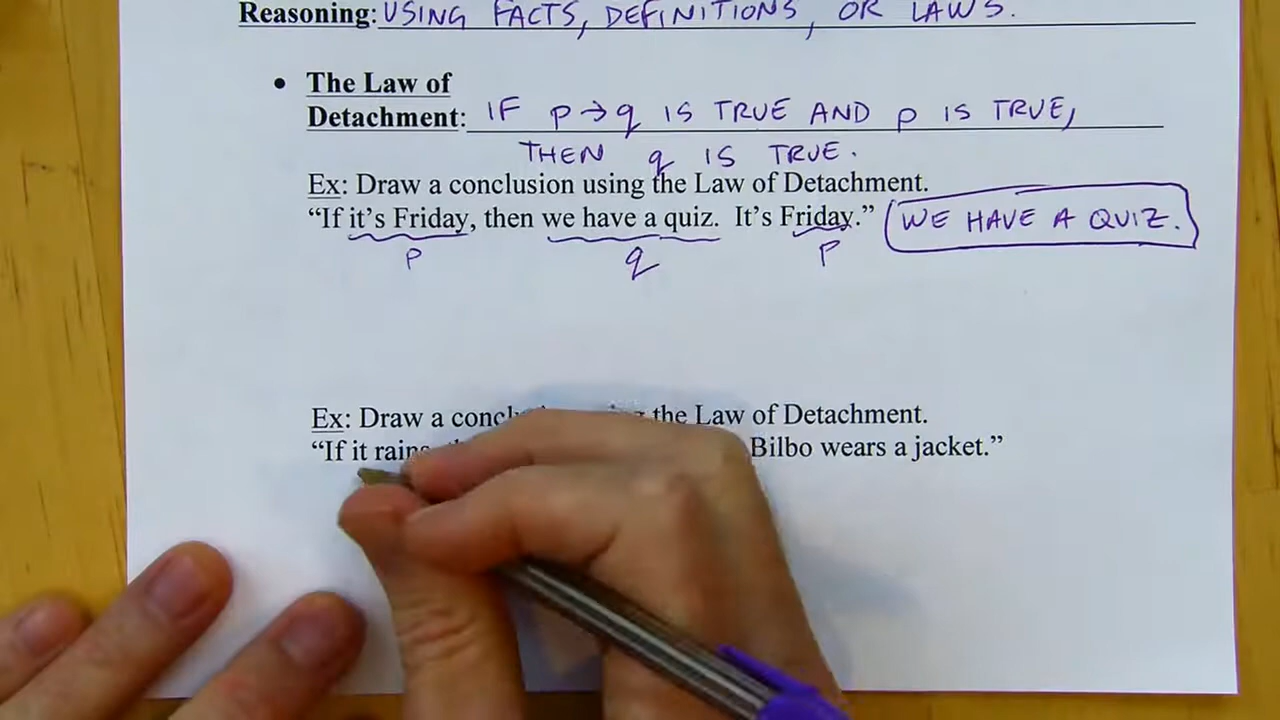 Reasoning: USING FACTS, DEFINITIONS, OR LAWS.
• The Law of
Detachment: IF p → q IS TRUE AND p IS TRUE,
THEN q IS TRUE.
Ex: Draw a conclusion using the Law of Detachment.
“If it’s Friday, then we have a quiz. It’s Friday.” WE HAVE A QUIZ.
p q p
Ex: Draw a the Law of Detachment.
“If it Bilbo wears a jacket.”